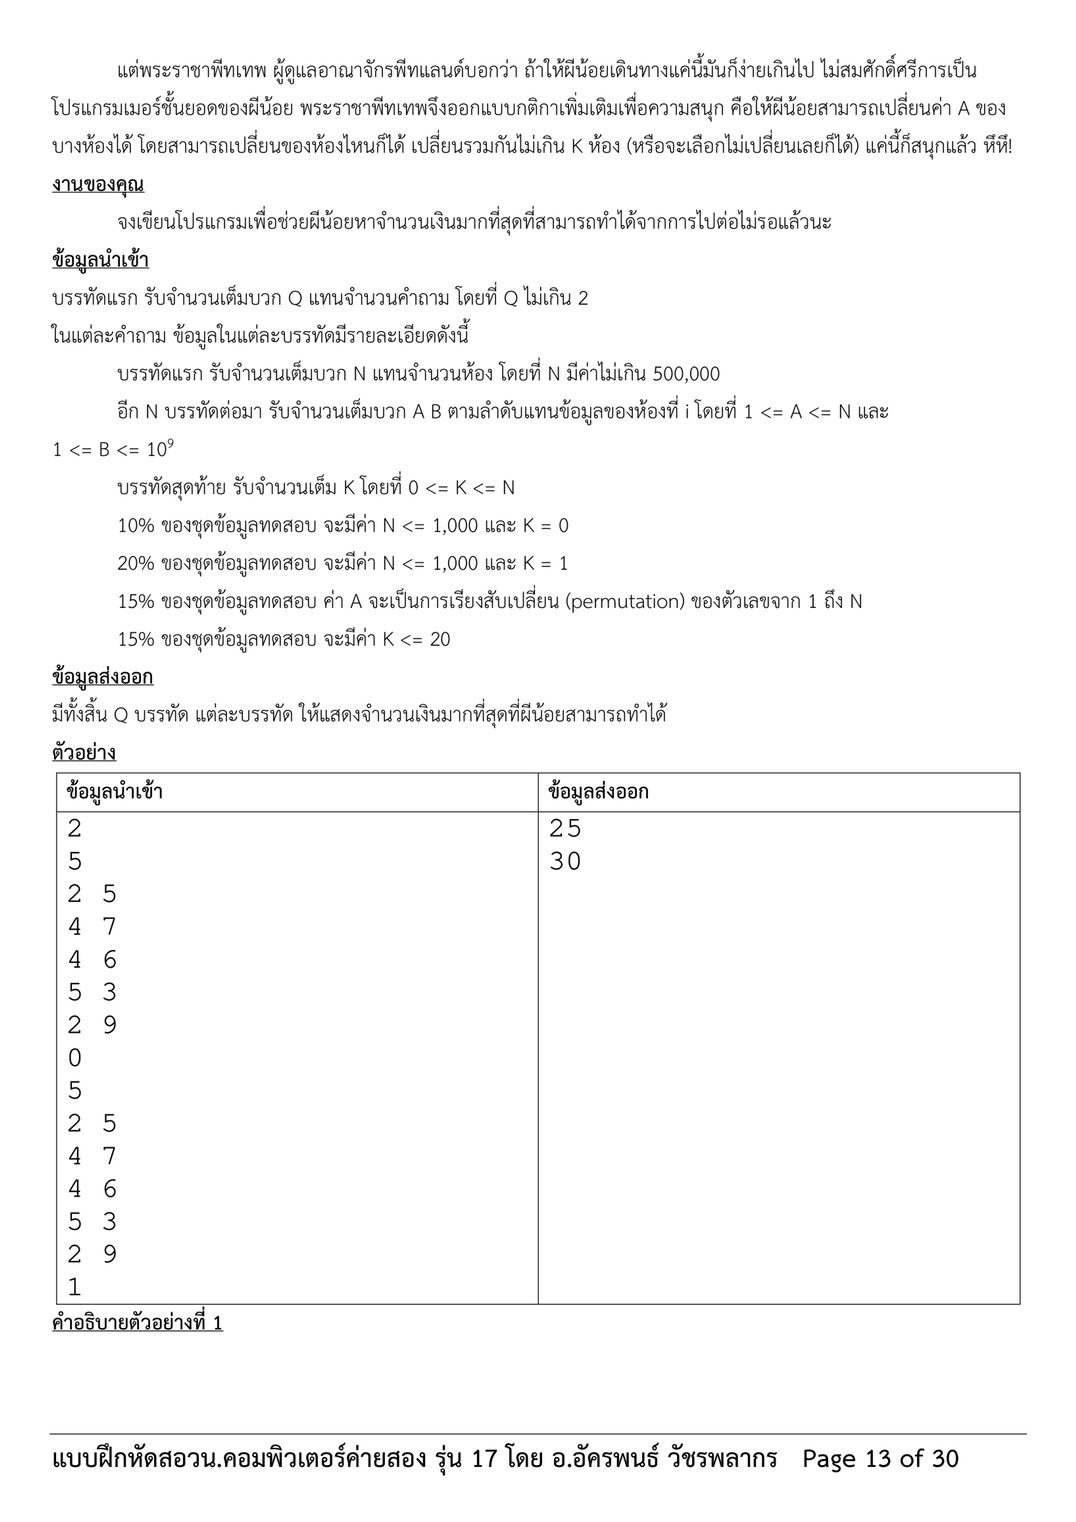 แต่พระราชาพีทเทพ ผู้ดูแลอาณาจักรพีทแลนด์บอกว่า ถ้าให้ผีน้อยเดินทางแค่นี้มันก็ง่ายเกินไป ไม่สมศักดิ์ศรีการเป็น
โปรแกรมเมอร์ชั้นยอดของผีน้อย พระราชาพีทเทพจึงออกแบบกติกาเพิ่มเติมเพื่อความสนุก คือให้ผีน้อยสามารถเปลี่ยนค่า A ของ
บางห้องได้ โดยสามารถเปลี่ยนของห้องไหนก็ได้ เปลี่ยนรวมกันไม่เกิน K ห้อง (หรือจะเลือกไม่เปลี่ยนเลยก็ได้) แค่นี้ก็สนุกแล้ว หึหึ!
งานของคุณ
จงเขียนโปรแกรมเพื่อช่วยผีน้อยหาจำนวนเงินมากที่สุดที่สามารถทำได้จากการไปต่อไม่รอแล้วนะ
ข้อมูลนำเข้า
บรรทัดแรก รับจำนวนเต็มบวก Q แทนจำนวนคำถาม โดยที่ Q ไม่เกิน 2
ในแต่ละคำถาม ข้อมูลในแต่ละบรรทัดมีรายละเอียดดังนี้
บรรทัดแรก รับจำนวนเต็มบวก N แทนจำนวนห้อง โดยที่ N มีค่าไม่เกิน 500,000
อีก N บรรทัดต่อมา รับจำนวนเต็มบวก A B ตามลำดับแทนข้อมูลของห้องที่ i โดยที่ 1 <= A <= N และ
1 <= B <= 10⁹
บรรทัดสุดท้าย รับจำนวนเต็ม K โดยที่ 0 <= K <= N
10% ของชุดข้อมูลทดสอบ จะมีค่า N <= 1,000 และ K = 0
20% ของชุดข้อมูลทดสอบ จะมีค่า N <= 1,000 และ K = 1
15% ของชุดข้อมูลทดสอบ ค่า A จะเป็นการเรียงสับเปลี่ยน (permutation) ของตัวเลขจาก 1 ถึง N
15% ของชุดข้อมูลทดสอบ จะมีค่า K <= 20
ข้อมูลส่งออก
มีทั้งสิ้น Q บรรทัด แต่ละบรรทัด ให้แสดงจำนวนเงินมากที่สุดที่ผีน้อยสามารถทำได้
ตัวอย่าง
ข้อมูลนำเข้า ข้อมูลส่งออก
2 25
5 30
2 5
4 7
4 6
5 3
2 9
0
5
2 5
4 7
4 6
5 3
2 9
1
คำอธิบายตัวอย่างที่ 1
แบบฝึกหัดสอวน.คอมพิวเตอร์ค่ายสอง รุ่น 17 โดย อ.อัครพนธ์ วัชรพลากร Page 13 of 30